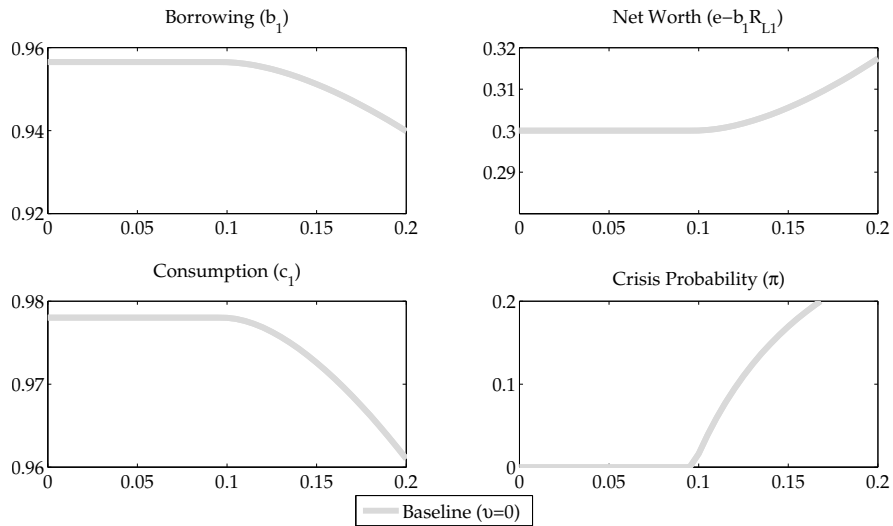 Borrowing (b1)
0.96
0.94
0.92
0 0.05 0.1 0.15 0.2
Net Worth (e−b1RL1)
0.32
0.31
0.3
0.29
0 0.05 0.1 0.15 0.2
Consumption (c1)
0.98
0.97
0.96
0 0.05 0.1 0.15 0.2
Crisis Probability (π)
0.2
0.1
0
0 0.05 0.1 0.15 0.2
Baseline (υ=0)